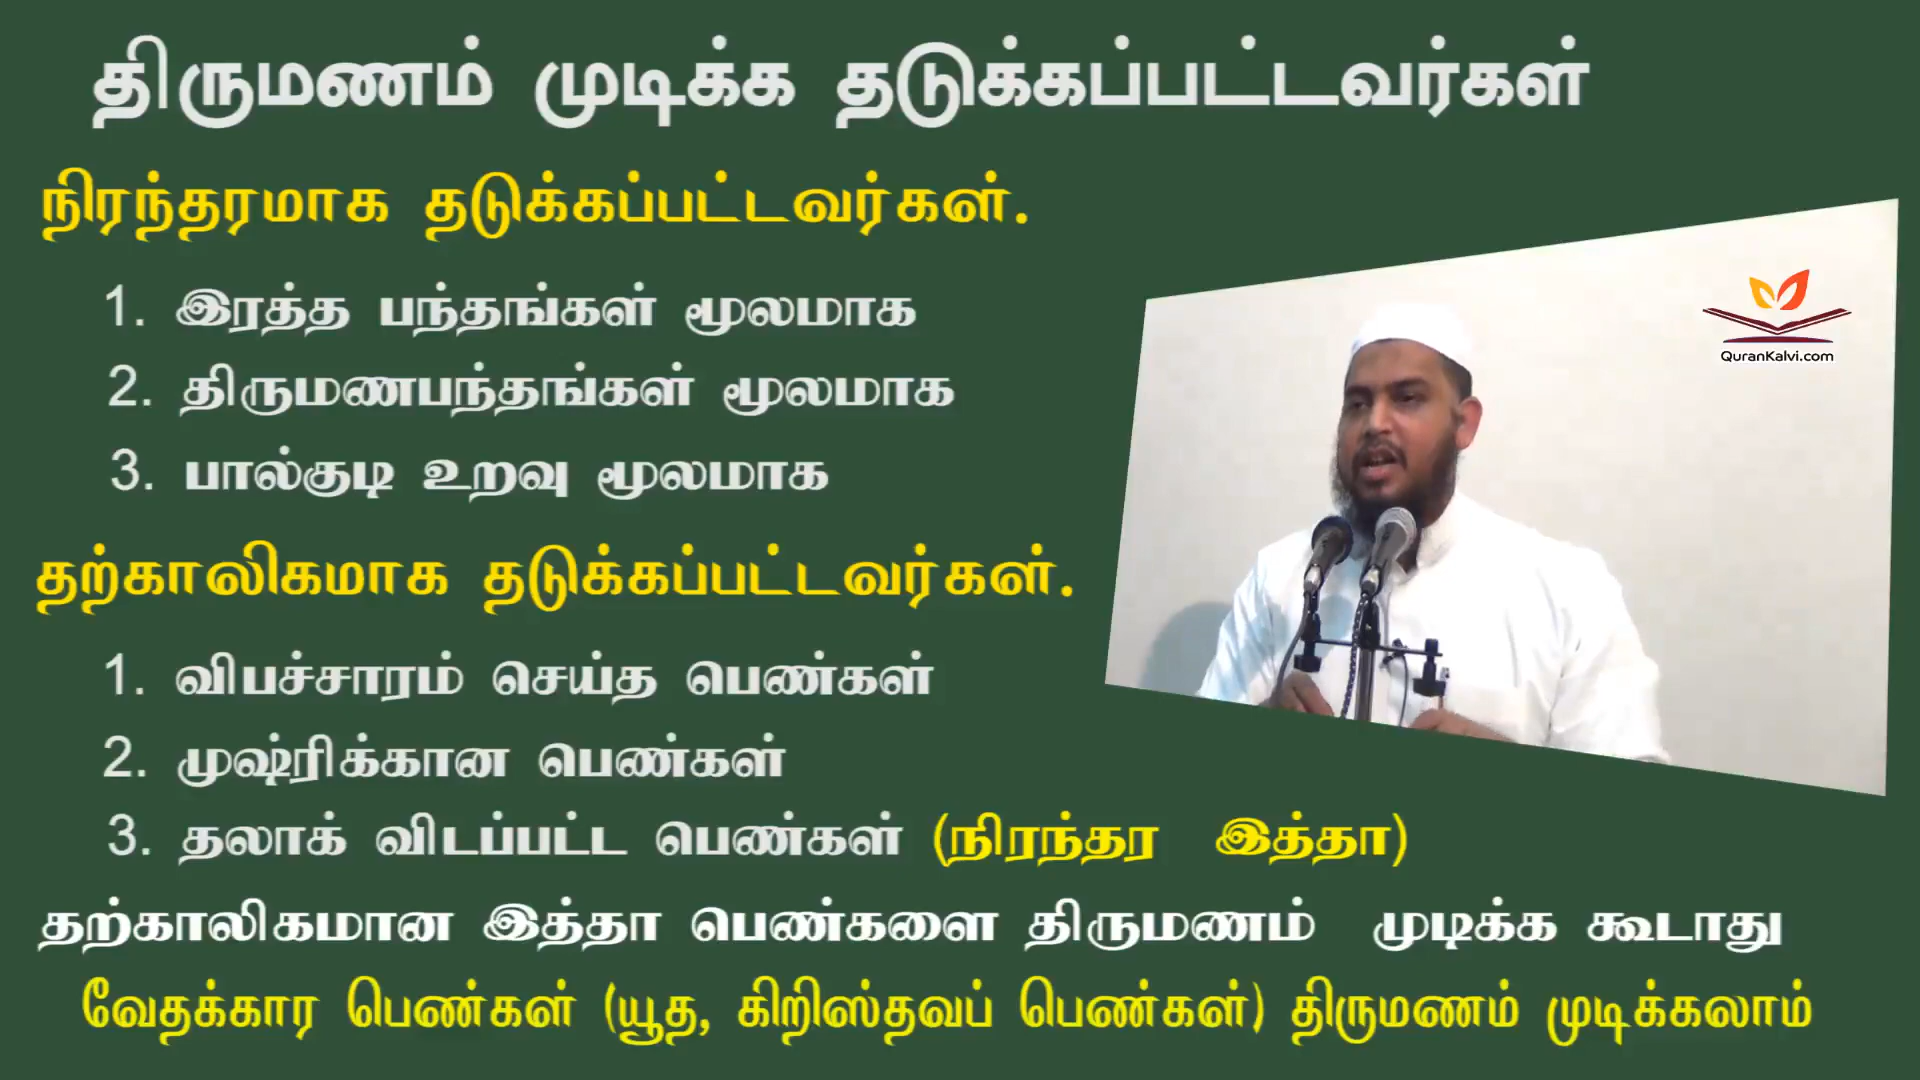 திருமணம் முடிக்க தடுக்கப்பட்டவர்கள்
நிரந்தரமாக தடுக்கப்பட்டவர்கள்.
1. இரத்த பந்தங்கள் மூலமாக
2. திருமணபந்தங்கள் மூலமாக
3. பால்குடி உறவு மூலமாக
தற்காலிகமாக தடுக்கப்பட்டவர்கள்.
1. விபச்சாரம் செய்த பெண்கள்
2. முஷ்ரிக்கான பெண்கள்
3. தலாக் விடப்பட்ட பெண்கள் (நிரந்தர இத்தா)
தற்காலிகமான இத்தா பெண்களை திருமணம் முடிக்க கூடாது
வேதக்கார பெண்கள் (யூத, கிறிஸ்தவப் பெண்கள்) திருமணம் முடிக்கலாம்
QuranKalvi.com